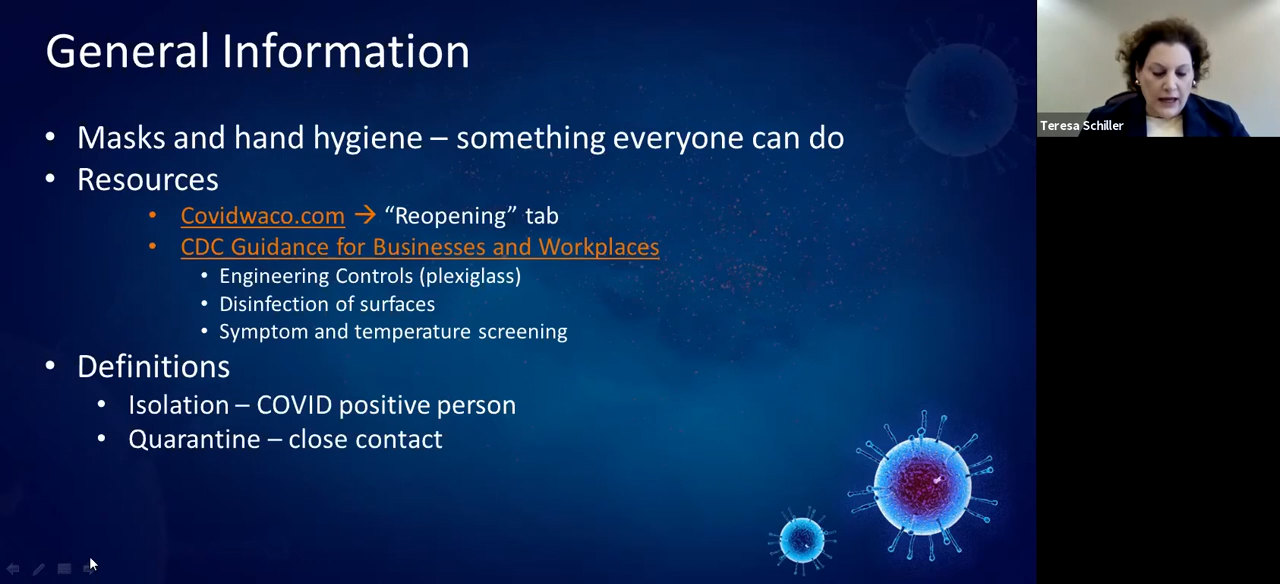 General Information
• Masks and hand hygiene – something everyone can do
• Resources
• Covidwaco.com → “Reopening” tab
• CDC Guidance for Businesses and Workplaces
• Engineering Controls (plexiglass)
• Disinfection of surfaces
• Symptom and temperature screening
• Definitions
• Isolation – COVID positive person
• Quarantine – close contact
Teresa Schiller